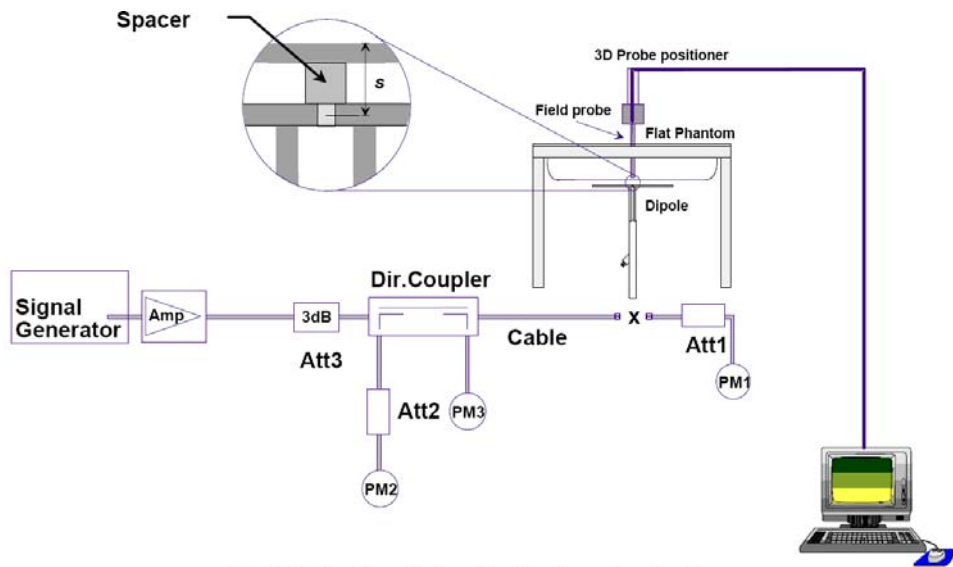 Spacer
s
3D Probe positioner
Field probe
Flat Phantom
Dipole
Signal
Generator
Amp
3dB
Att3
Dir.Coupler
Cable
X
Att1
PM1
Att2
PM3
PM2